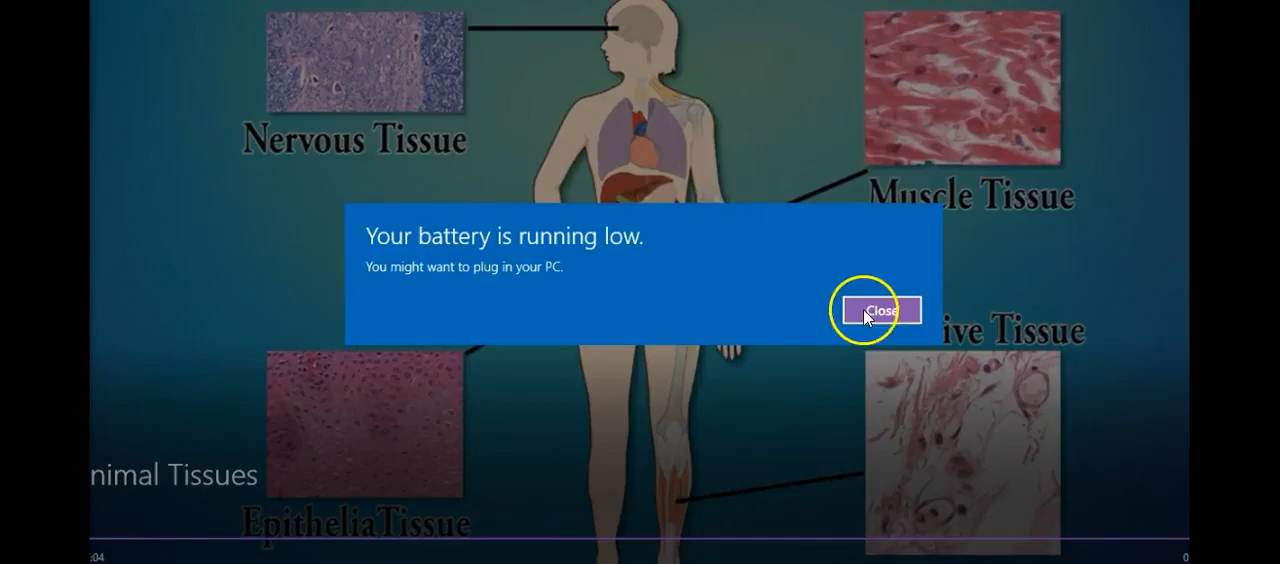 Nervous Tissue
Muscle Tissue
Your battery is running low.
You might want to plug in your PC.
Close
ive Tissue
nimal Tissues
EpitheliaTissue
:04
0